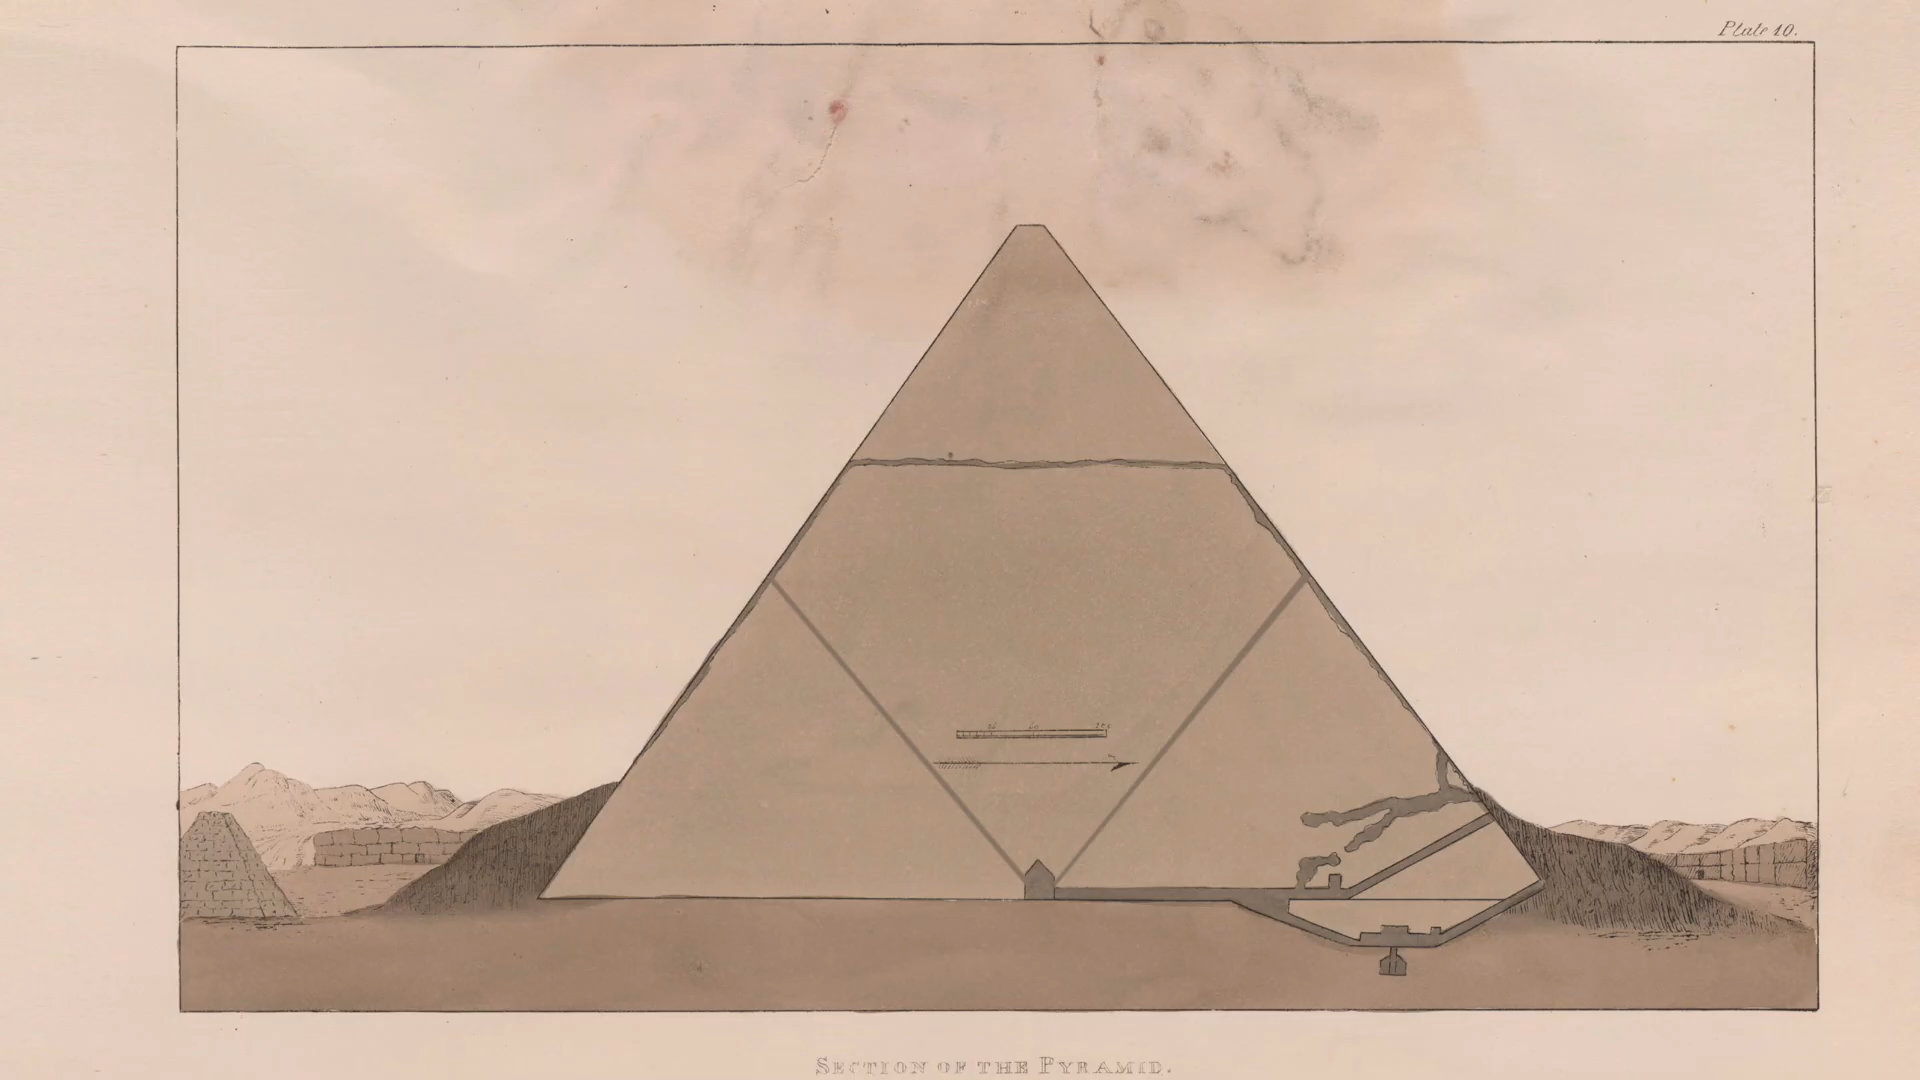 Plate 10.
SECTION OF THE PYRAMID.